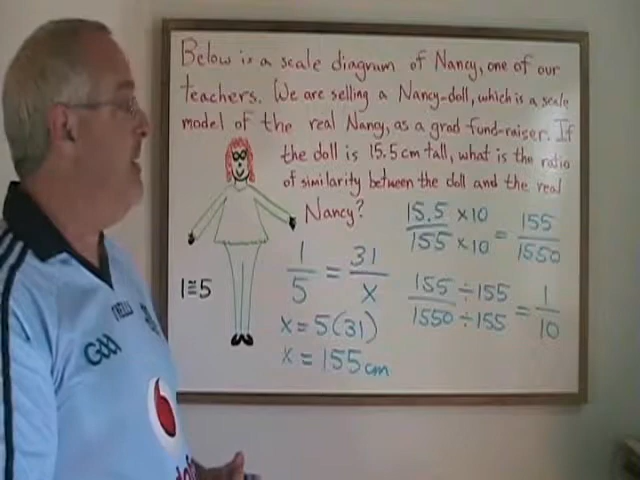 Below is a scale diagram of Nancy, one of our
teachers. We are selling a Nancy-doll, which is a scale
model of the real Nancy, as a grad fund-raiser. If
the doll is 15.5 cm tall, what is the ratio
of similarity between the doll and the real
Nancy?
1≡5
1/5 = 31/x
x = 5(31)
x = 155 cm
15.5/155 ×10/×10 = 155/1550
155/1550 ÷155/÷155 = 1/10
GAA